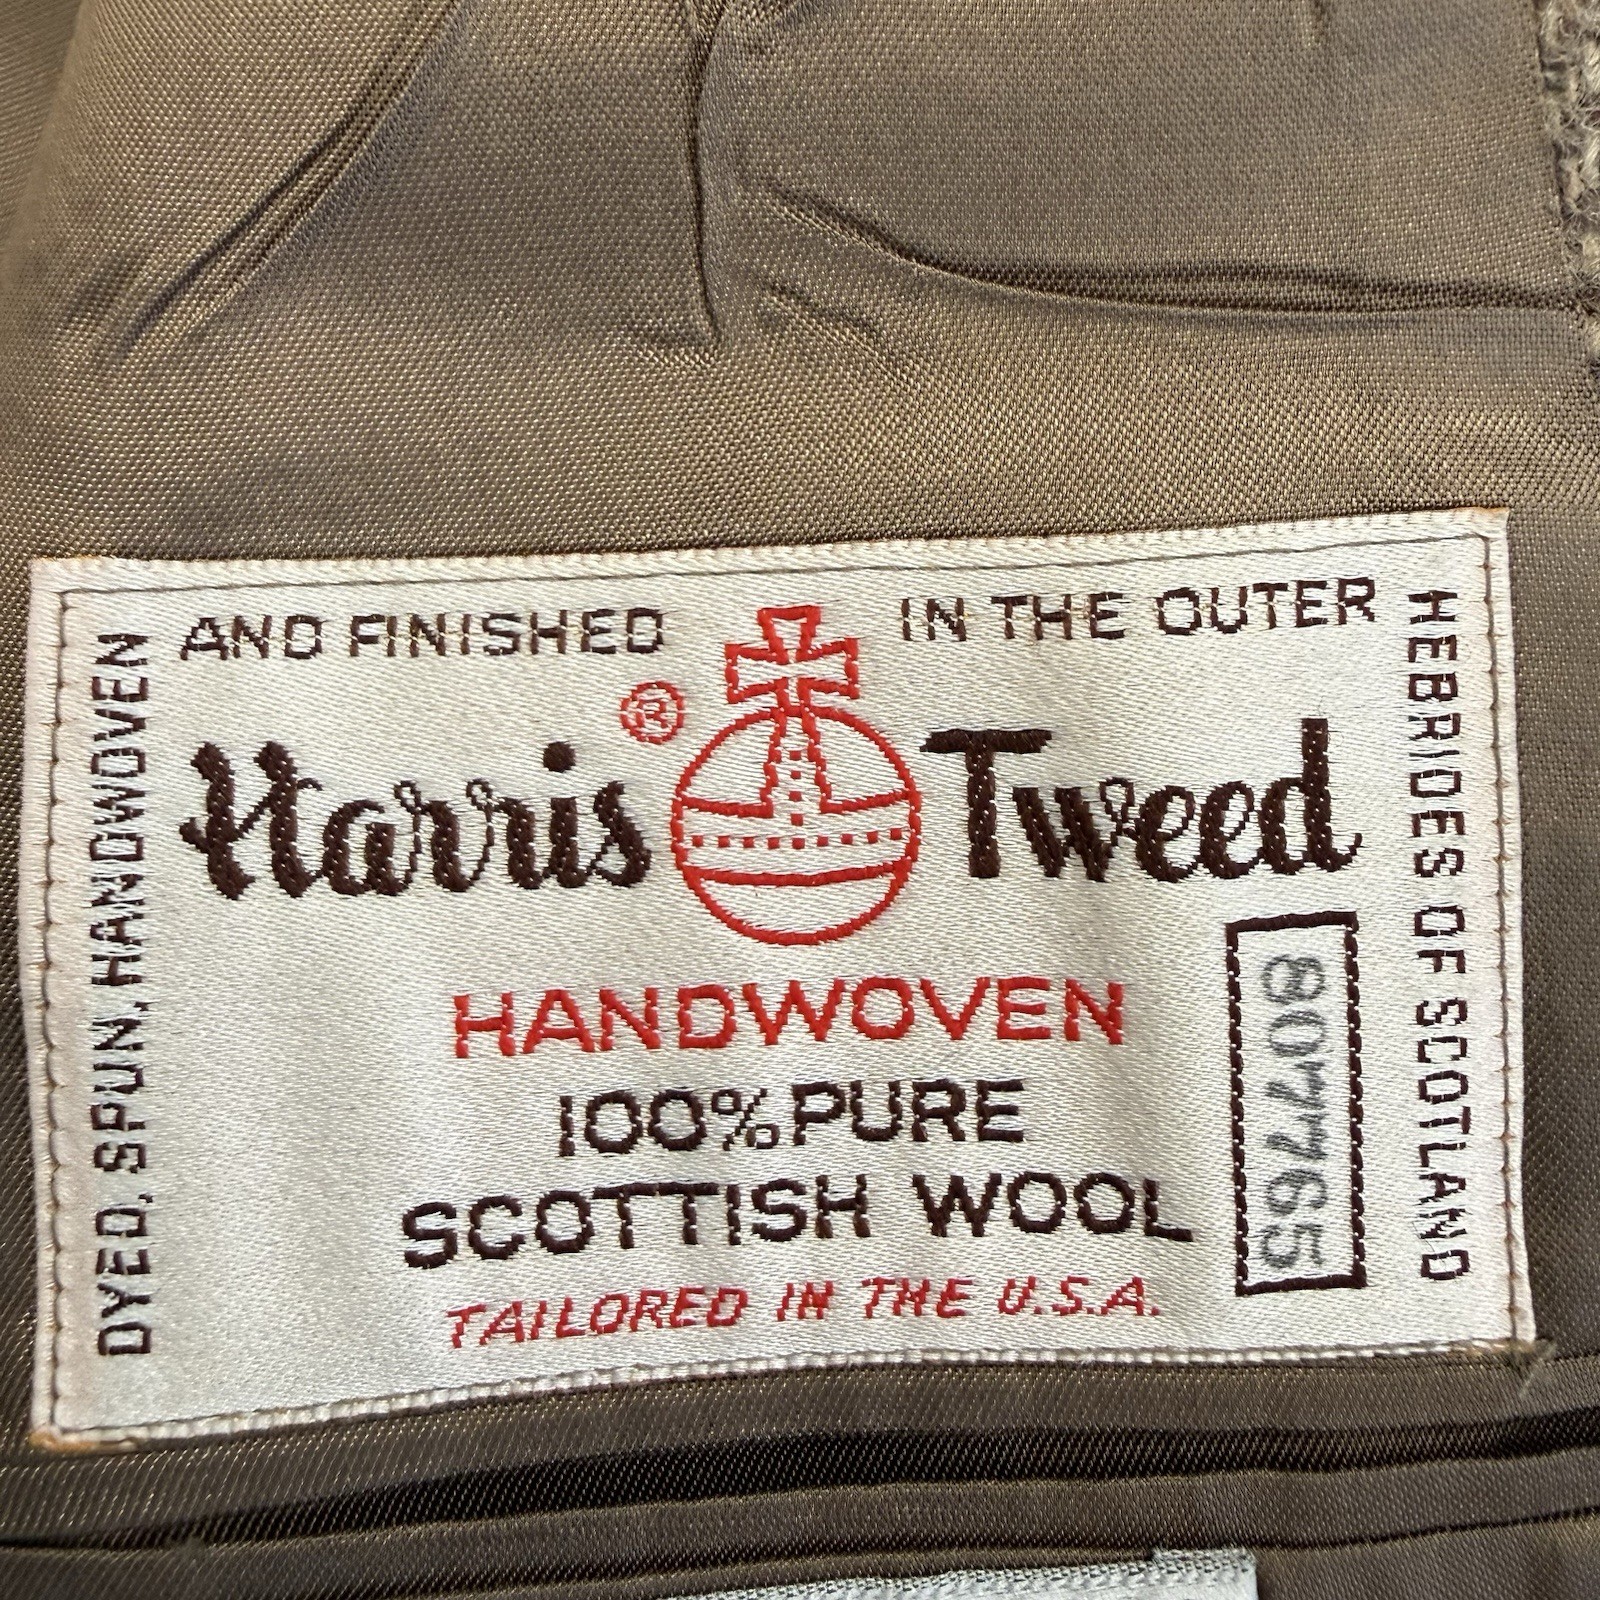 DYED, SPUN, HANDWOVEN
AND FINISHED
IN THE OUTER
HEBRIDES OF SCOTLAND
®
Harris Tweed
HANDWOVEN
100% PURE
SCOTTISH WOOL
TAILORED IN THE U.S.A.
8077765